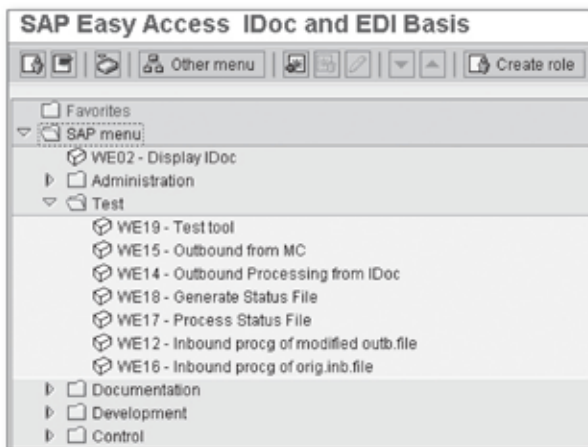 SAP Easy Access IDoc and EDI Basis
Other menu Create role
Favorites
SAP menu
WE02 - Display IDoc
Administration
Test
WE19 - Test tool
WE15 - Outbound from MC
WE14 - Outbound Processing from IDoc
WE18 - Generate Status File
WE17 - Process Status File
WE12 - Inbound procg of modified outb.file
WE16 - Inbound procg of orig.inb.file
Documentation
Development
Control